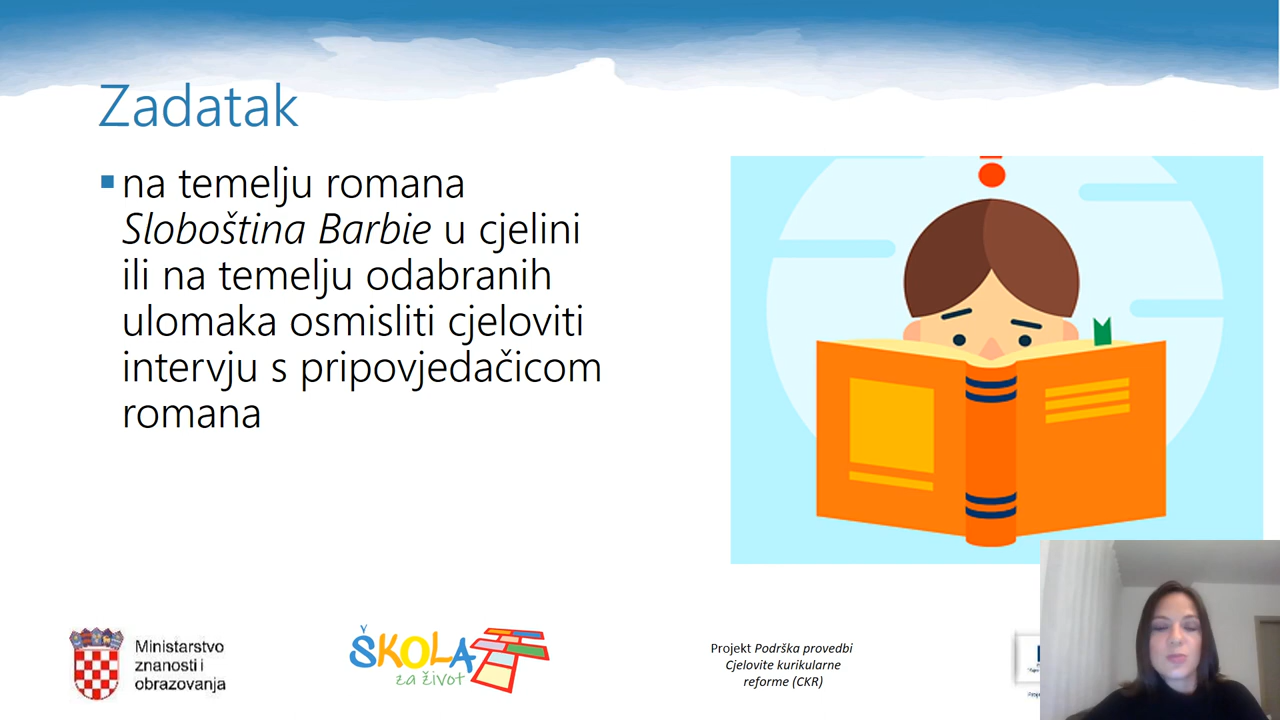 Zadatak
na temelju romana
Sloboština Barbie u cjelini
ili na temelju odabranih
ulomaka osmisliti cjeloviti
intervju s pripovjedačicom
romana
Ministarstvo
znanosti i
obrazovanja
ŠKOLA
za život
Projekt Podrška provedbi
Cjelovite kurikularne
reforme (CKR)